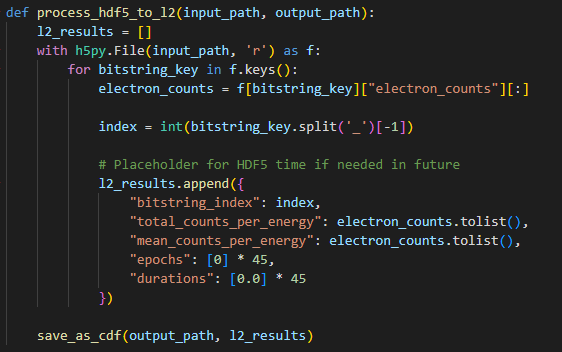 def process_hdf5_to_l2(input_path, output_path):
    l2_results = []
    with h5py.File(input_path, 'r') as f:
        for bitstring_key in f.keys():
            electron_counts = f[bitstring_key]["electron_counts"][:]

            index = int(bitstring_key.split('_')[-1])

            # Placeholder for HDF5 time if needed in future
            l2_results.append({
                "bitstring_index": index,
                "total_counts_per_energy": electron_counts.tolist(),
                "mean_counts_per_energy": electron_counts.tolist(),
                "epochs": [0] * 45,
                "durations": [0.0] * 45
            })

    save_as_cdf(output_path, l2_results)